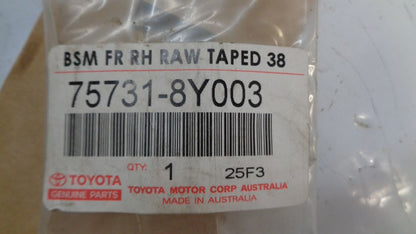 BSM FR RH RAW TAPED 38
75731-8Y003
QTY: 1 25F3
TOYOTA
GENUINE PARTS
TOYOTA MOTOR CORP AUSTRALIA
MADE IN AUSTRALIA